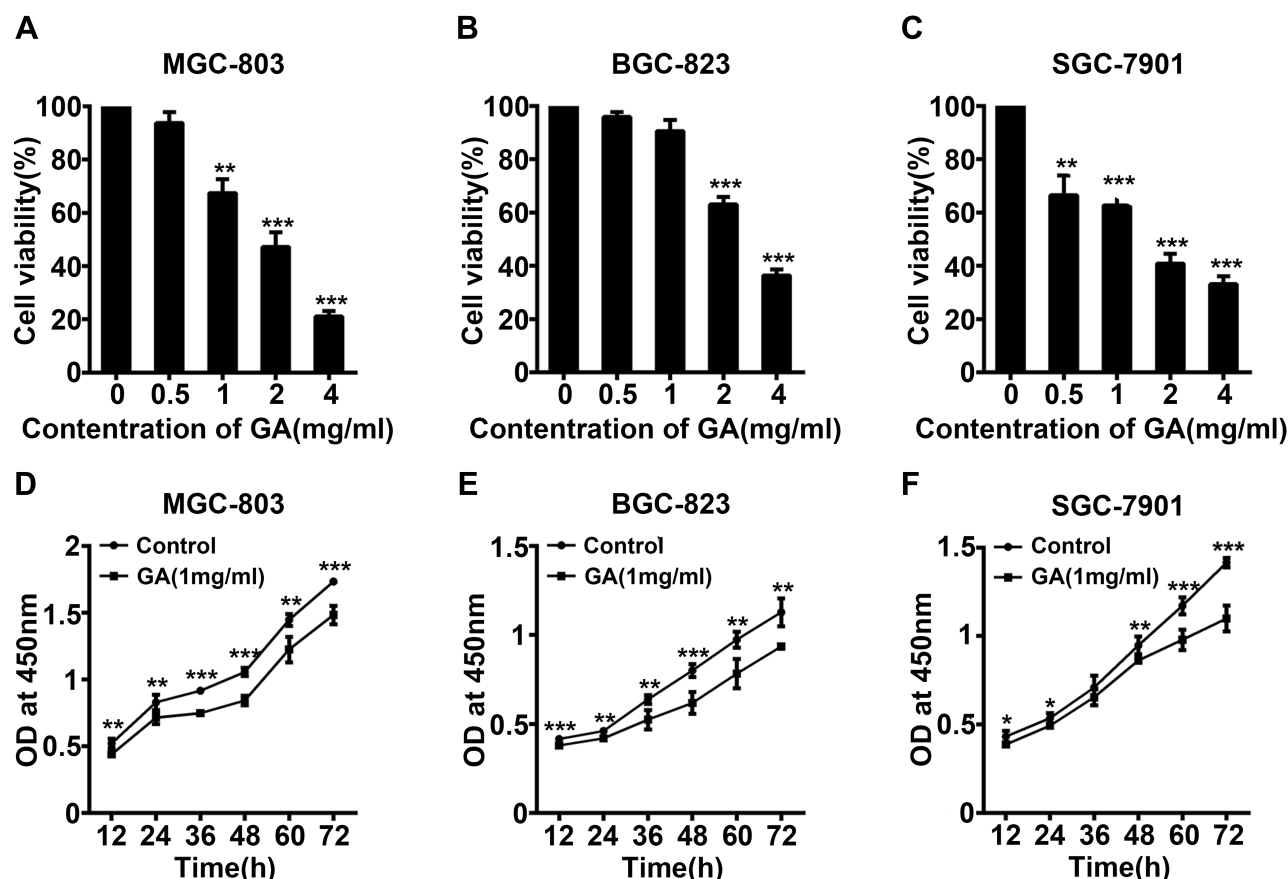 A
MGC-803
Cell viability(%)
100
80
60
40
20
0
**
***
***
0 0.5 1 2 4
Contentration of GA(mg/ml)
B
BGC-823
Cell viability(%)
100
80
60
40
20
0
***
***
0 0.5 1 2 4
Contentration of GA(mg/ml)
C
SGC-7901
Cell viability(%)
100
80
60
40
20
0
**
***
***
***
0 0.5 1 2 4
Contentration of GA(mg/ml)
D
MGC-803
OD at 450nm
2
1.5
1
0.5
0
Control
GA(1mg/ml)
** ** *** *** ** ***
12 24 36 48 60 72
Time(h)
E
BGC-823
OD at 450nm
1.5
1
0.5
0
Control
GA(1mg/ml)
*** ** ** *** ** **
12 24 36 48 60 72
Time(h)
F
SGC-7901
OD at 450nm
1.5
1
0.5
0
Control
GA(1mg/ml)
* * ** *** ***
12 24 36 48 60 72
Time(h)